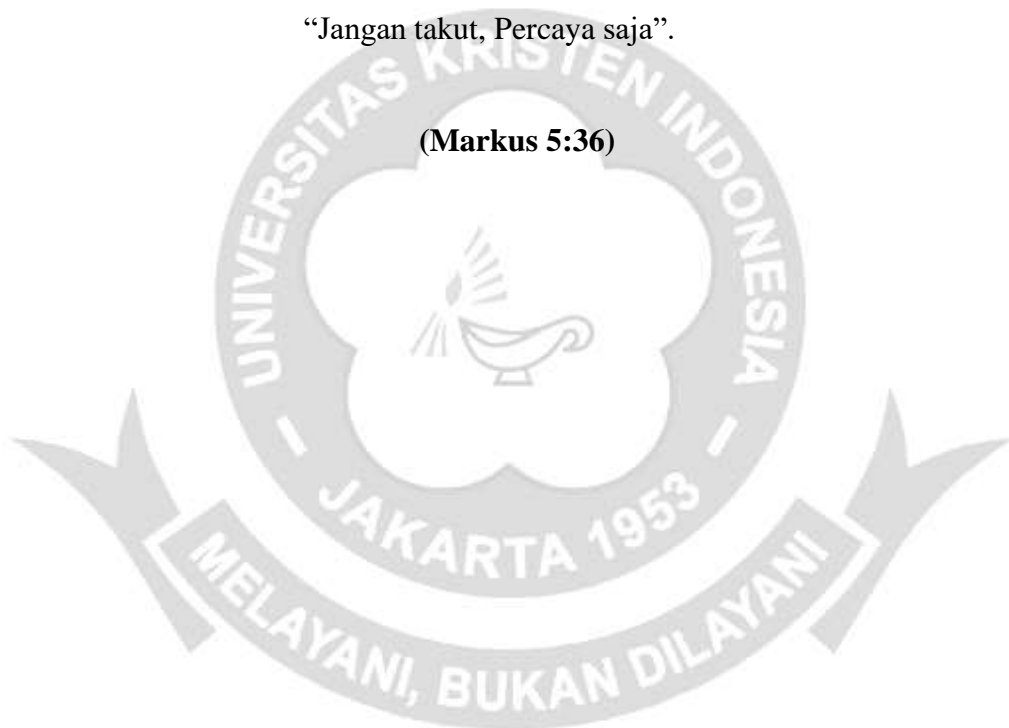 “Jangan takut, Percaya saja”.
(Markus 5:36)
UNIVERSITAS KRISTEN INDONESIA
- JAKARTA 1953 -
MELAYANI, BUKAN DILAYANI